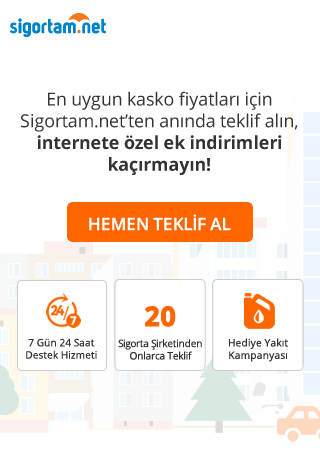 sigortam.net
En uygun kasko fiyatları için
Sigortam.net'ten anında teklif alın,
internete özel ek indirimleri
kaçırmayın!
HEMEN TEKLİF AL
24/7
7 Gün 24 Saat
Destek Hizmeti
20
Sigorta Şirketinden
Onlarca Teklif
Hediye Yakıt
Kampanyası